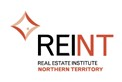 REINT
REAL ESTATE INSTITUTE
NORTHERN TERRITORY